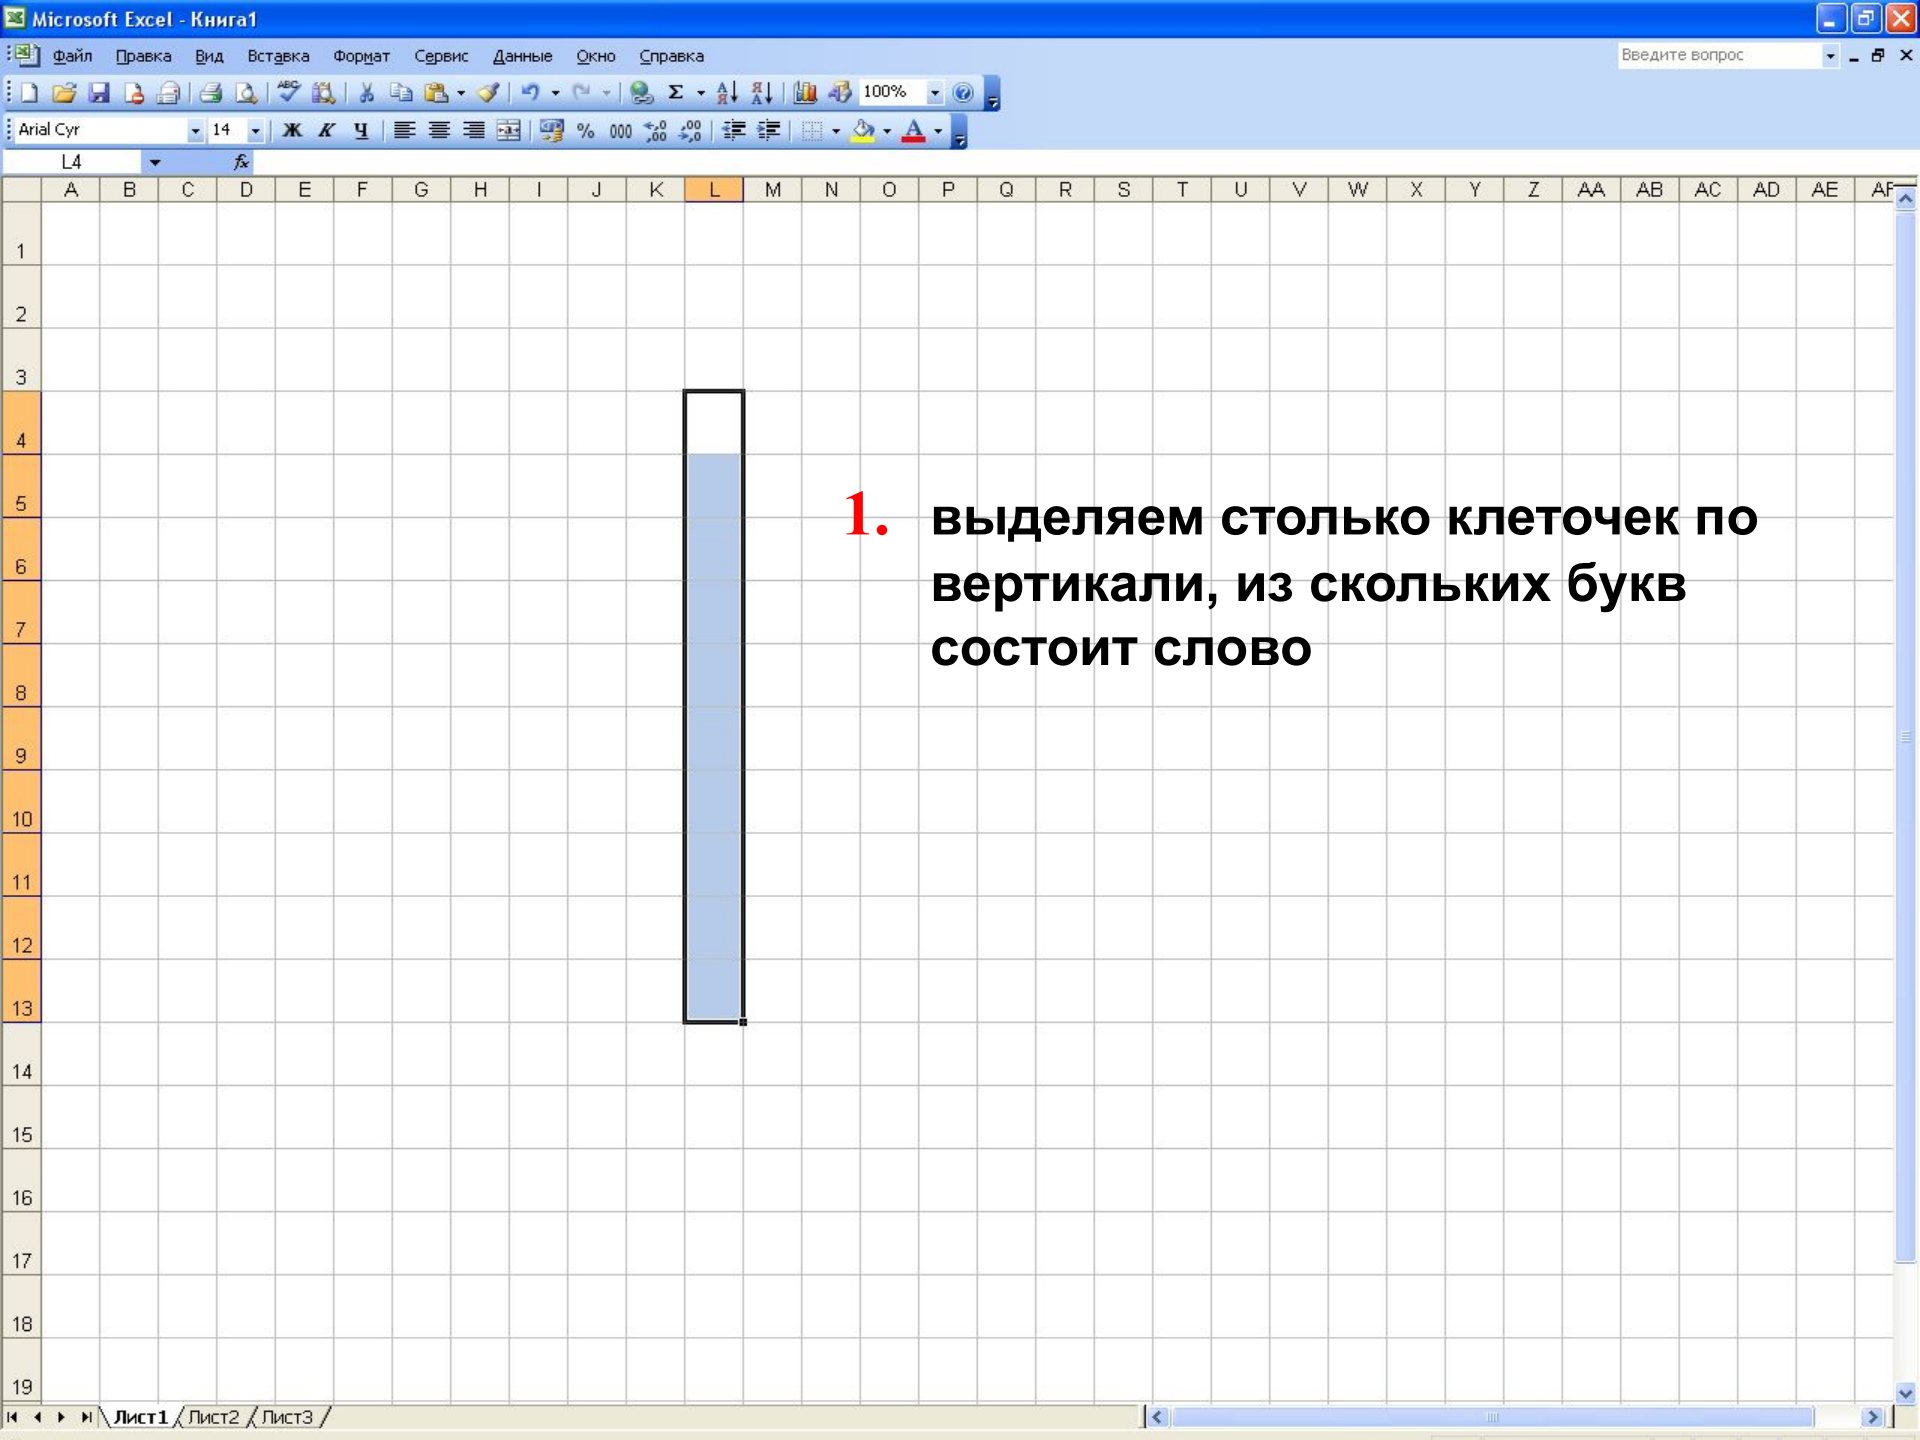 Microsoft Excel - Книга1
Файл Правка Вид Вставка Формат Сервис Данные Окно Справка Введите вопрос
100%
Arial Cyr 14 Ж К Ч % 000
L4 fx
A B C D E F G H I J K L M N O P Q R S T U V W X Y Z AA AB AC AD AE AF
1
2
3
4
5
6
7
8
9
10
11
12
13
14
15
16
17
18
19
1. выделяем столько клеточек по
вертикали, из скольких букв
состоит слово
Лист1 Лист2 Лист3